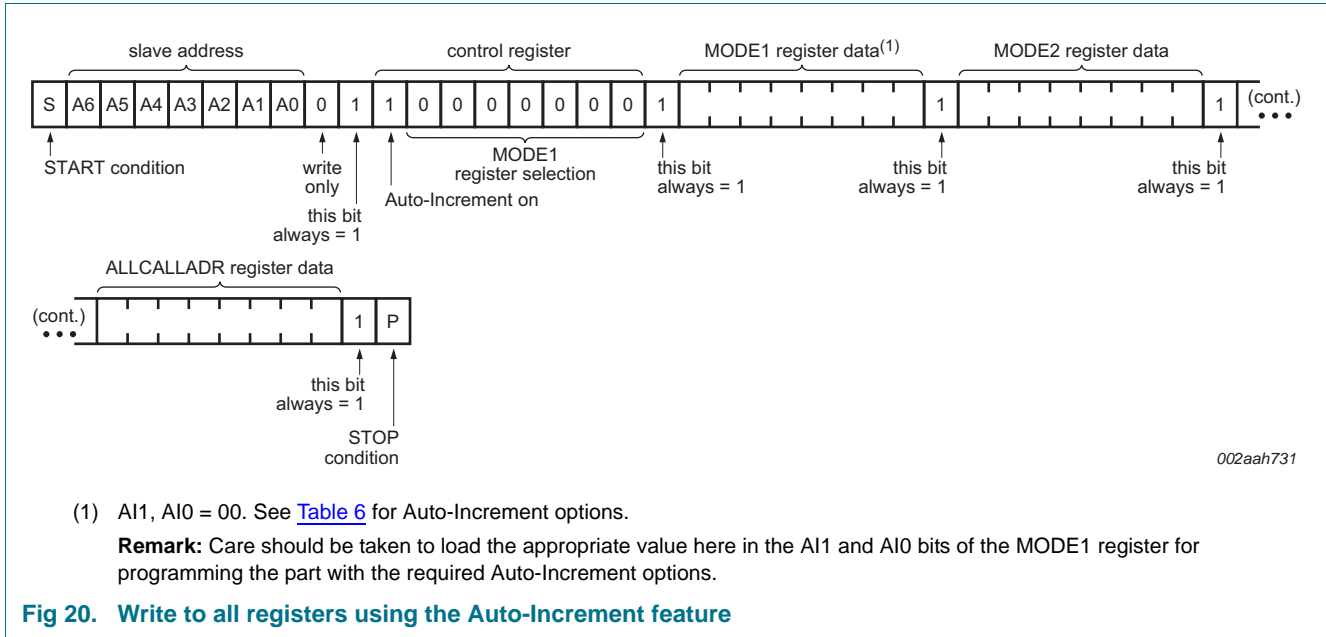 slave address control register MODE1 register data(1) MODE2 register data
S A6 A5 A4 A3 A2 A1 A0 0 1 1 0 0 0 0 0 0 0 1 1 1 (cont.)
START condition write only this bit always = 1 Auto-Increment on MODE1 register selection this bit always = 1 this bit always = 1 this bit always = 1
ALLCALLADR register data
(cont.) 1 P
this bit
always = 1
STOP
condition
002aah731
(1) AI1, AI0 = 00. See Table 6 for Auto-Increment options.
Remark: Care should be taken to load the appropriate value here in the AI1 and AI0 bits of the MODE1 register for
programming the part with the required Auto-Increment options.
Fig 20. Write to all registers using the Auto-Increment feature